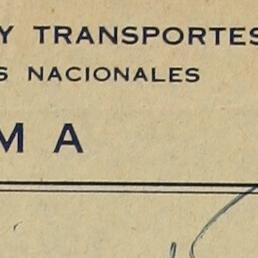 Y TRANSPORTES
S NACIONALES
M A